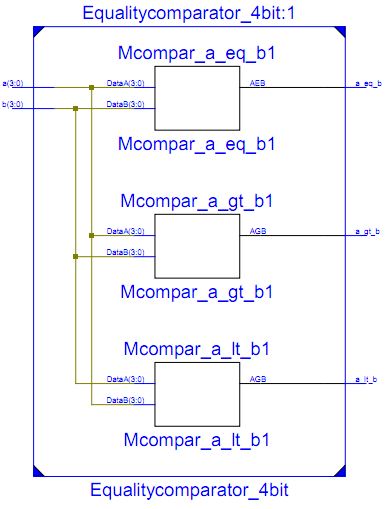 Equalitycomparator_4bit:1
Mcompar_a_eq_b1
a(3:0) DataA(3:0) AEB a_eq_b
b(3:0) DataB(3:0)
Mcompar_a_eq_b1
Mcompar_a_gt_b1
DataA(3:0) AGB a_gt_b
DataB(3:0)
Mcompar_a_gt_b1
Mcompar_a_lt_b1
DataA(3:0) AGB a_lt_b
DataB(3:0)
Mcompar_a_lt_b1
Equalitycomparator_4bit